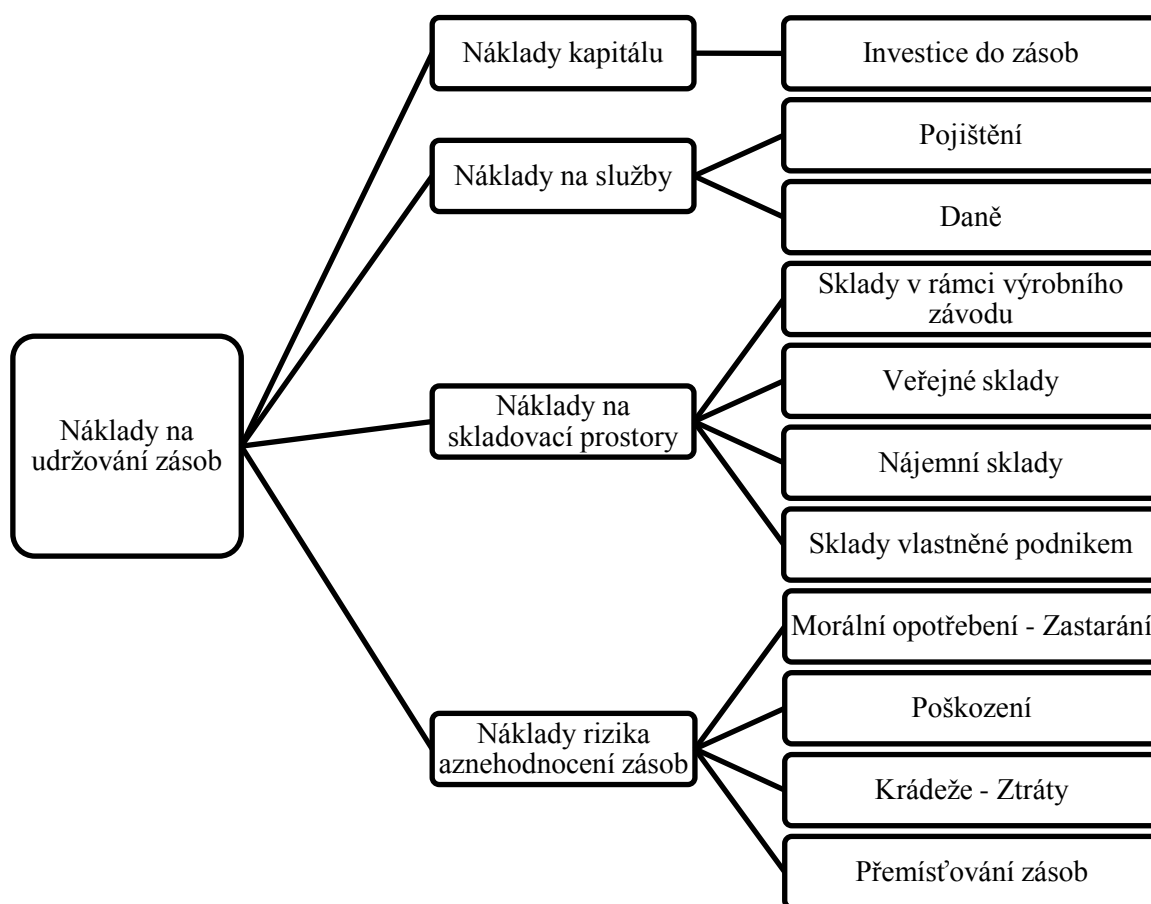 Náklady kapitálu
Investice do zásob
Náklady na služby
Pojištění
Daně
Náklady na
udržování zásob
Náklady na
skladovací prostory
Sklady v rámci výrobního
závodu
Veřejné sklady
Nájemní sklady
Sklady vlastněné podnikem
Náklady rizika
aznehodnocení zásob
Morální opotřebení - Zastarání
Poškození
Krádeže - Ztráty
Přemísťování zásob